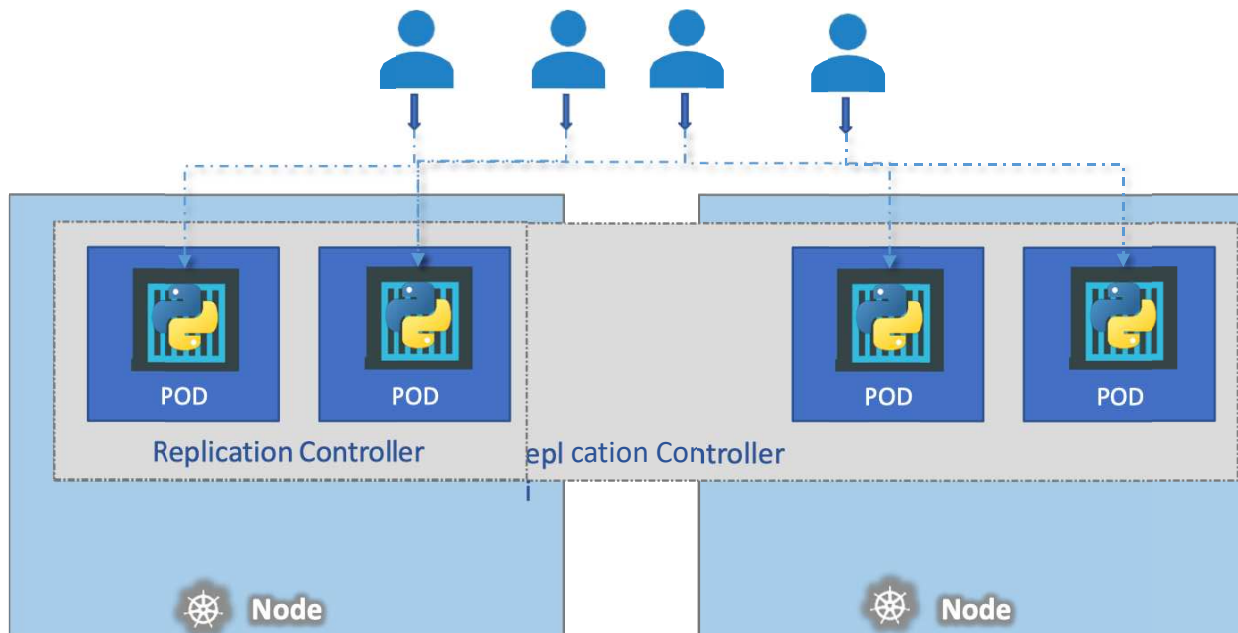 POD
POD
POD
POD
Replication Controller
epl cation Controller
Node
Node